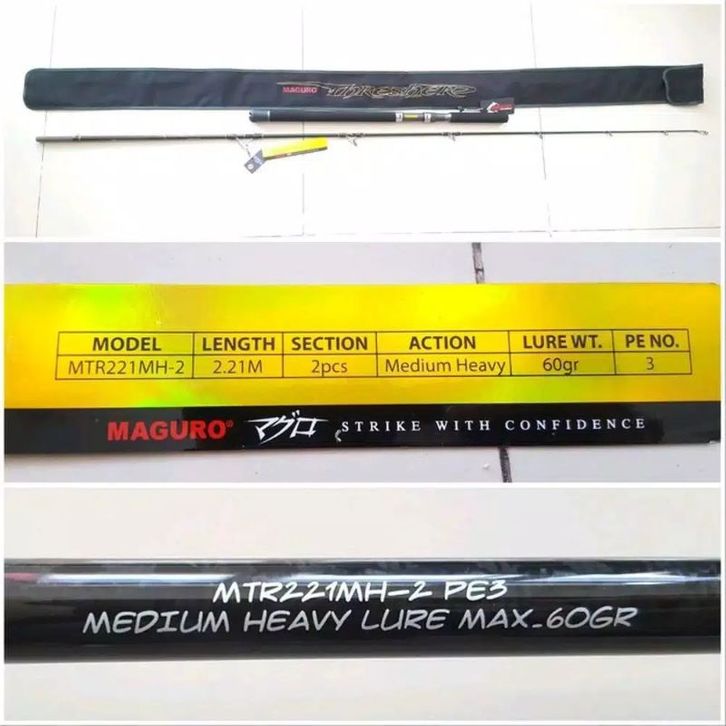 MAGURO Thresherz
MODEL LENGTH SECTION ACTION LURE WT. PE NO.
MTR221MH-2 2.21M 2pcs Medium Heavy 60gr 3
MAGURO® マグロ STRIKE WITH CONFIDENCE
MTR221MH-2 PE3
MEDIUM HEAVY LURE MAX.60GR